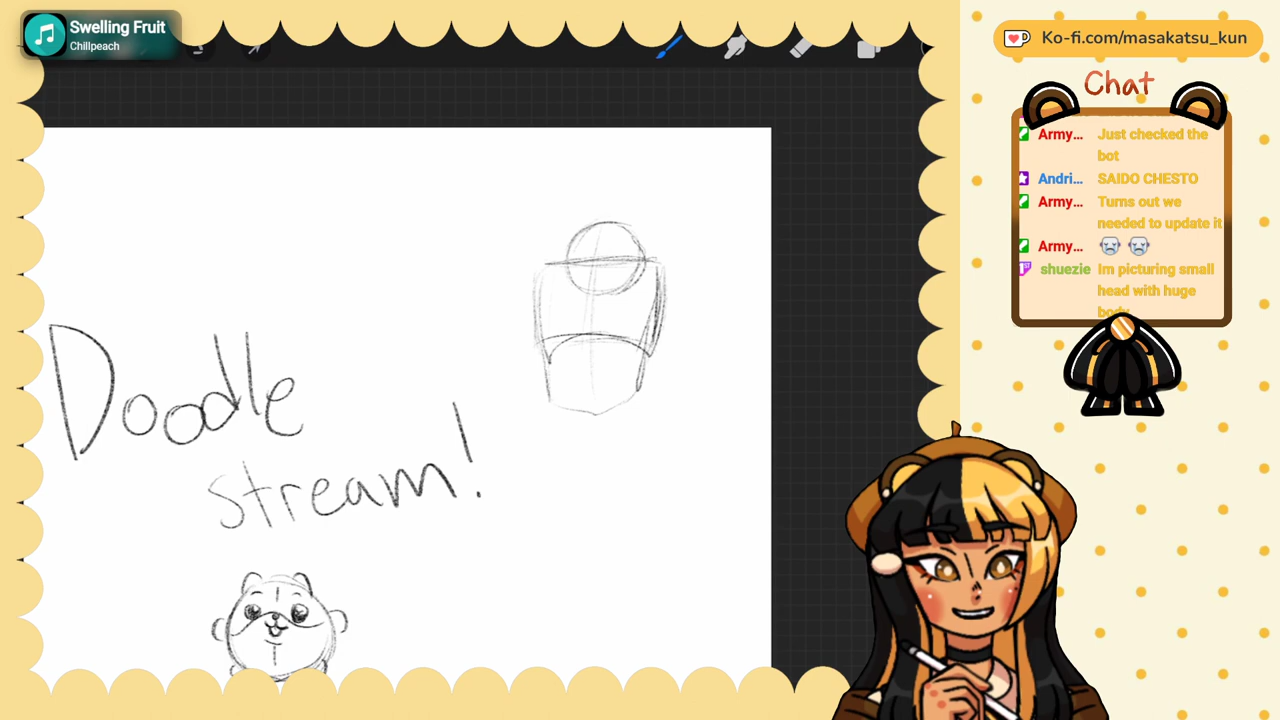 Swelling Fruit
Chillpeach
Ko-fi.com/masakatsu_kun
Chat
Army... Just checked the
bot
Andri... SAIDO CHESTO
Army... Turns out we
needed to update it
Army...
shuezie Im picturing small
head with huge
body
Doodle
stream!